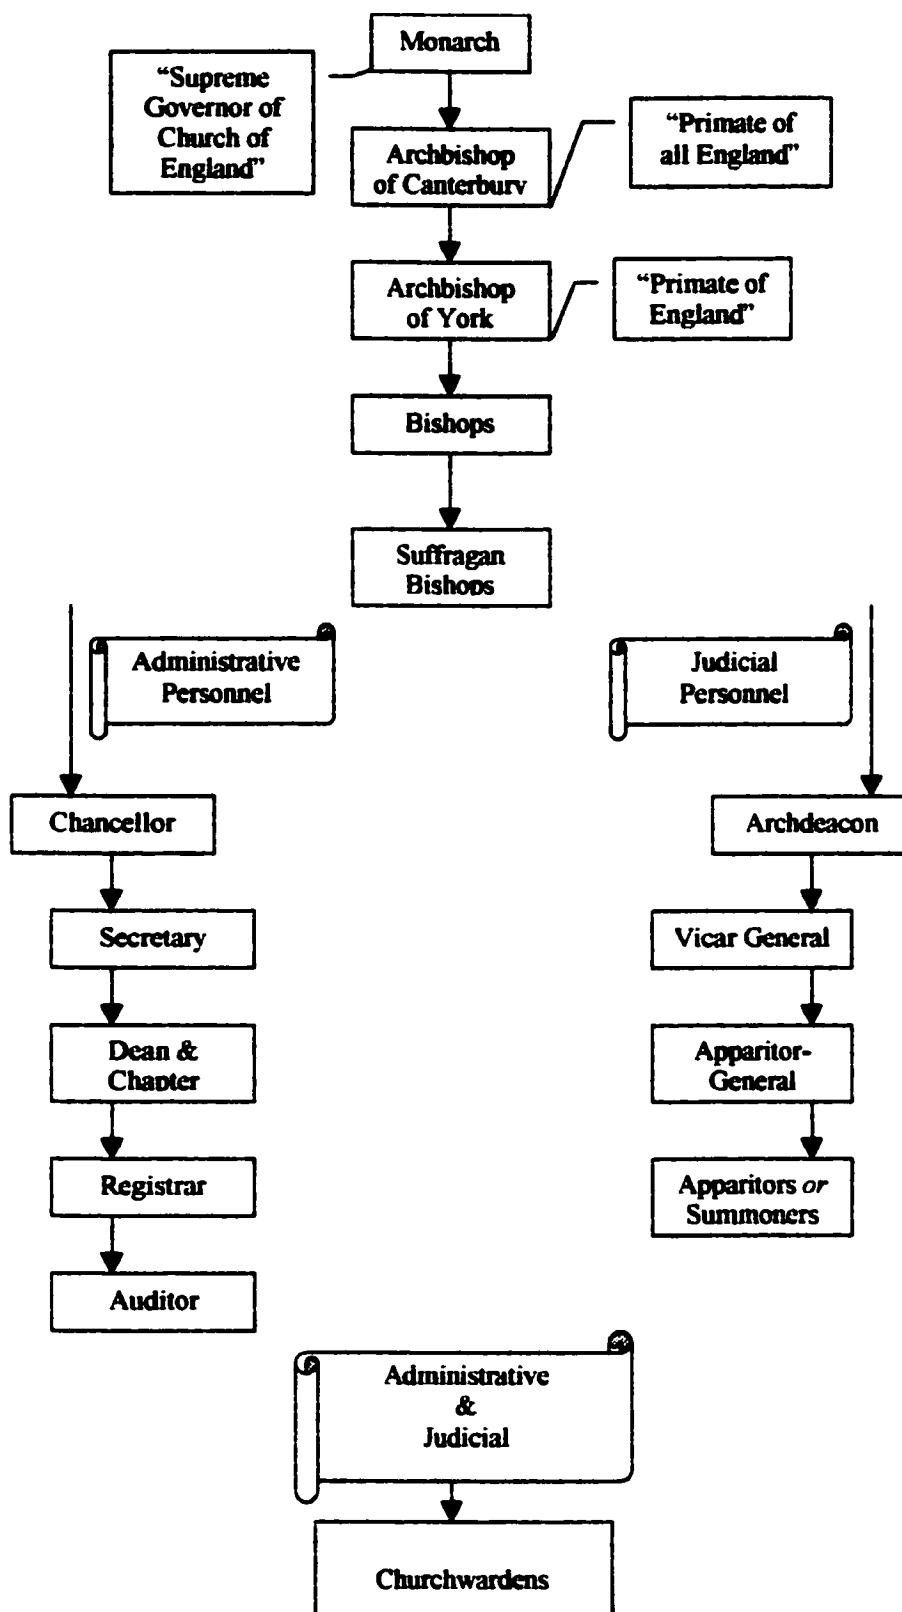 Monarch
“Supreme
Governor of
Church of
England”
Archbishop
of Canterbury
“Primate of
all England”
Archbishop
of York
“Primate of
England”
Bishops
Suffragan
Bishops
Administrative
Personnel
Judicial
Personnel
Chancellor
Archdeacon
Secretary
Vicar General
Dean &
Chapter
Apparitor-
General
Registrar
Apparitors or
Summoners
Auditor
Administrative
&
Judicial
Churchwardens